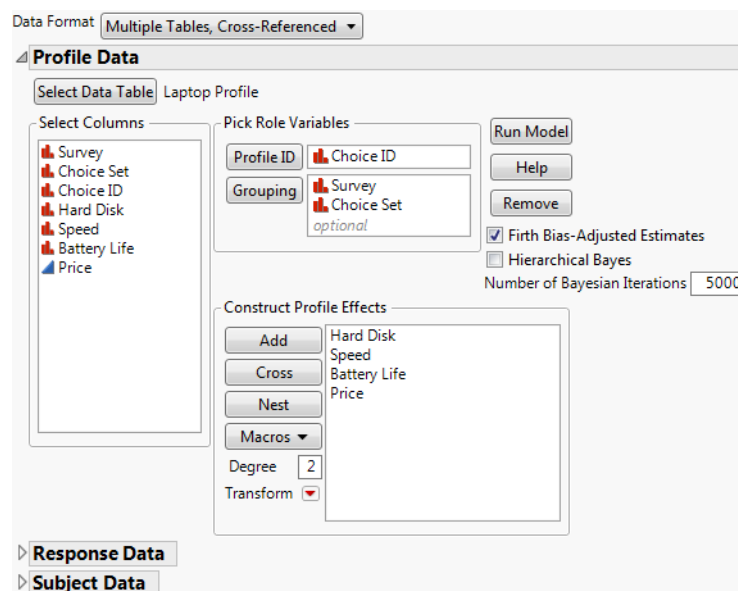 Data Format Multiple Tables, Cross-Referenced
Profile Data
Select Data Table Laptop Profile
Select Columns
Survey
Choice Set
Choice ID
Hard Disk
Speed
Battery Life
Price
Pick Role Variables
Profile ID Choice ID
Grouping Survey
Choice Set
optional
Run Model
Help
Remove
Firth Bias-Adjusted Estimates
Hierarchical Bayes
Number of Bayesian Iterations 5000
Construct Profile Effects
Add
Cross
Nest
Macros
Degree 2
Transform
Hard Disk
Speed
Battery Life
Price
Response Data
Subject Data